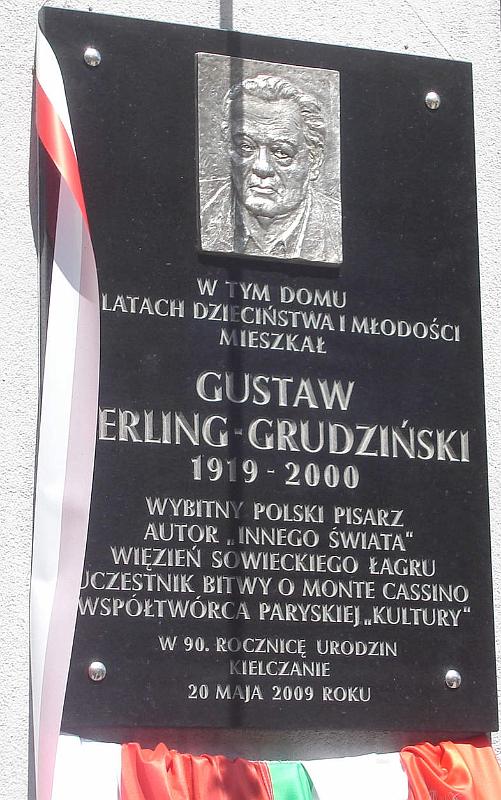 W TYM DOMU
LATACH DZIECIŃSTWA I MŁODOŚCI
MIESZKAŁ
GUSTAW
ERLING-GRUDZIŃSKI
1919 - 2000
WYBITNY POLSKI PISARZ
AUTOR „INNEGO ŚWIATA"
WIĘZIEŃ SOWIECKIEGO ŁAGRU
UCZESTNIK BITWY O MONTE CASSINO
WSPÓŁTWÓRCA PARYSKIEJ „KULTURY"
W 90. ROCZNICĘ URODZIN
KIELCZANIE
20 MAJA 2009 ROKU